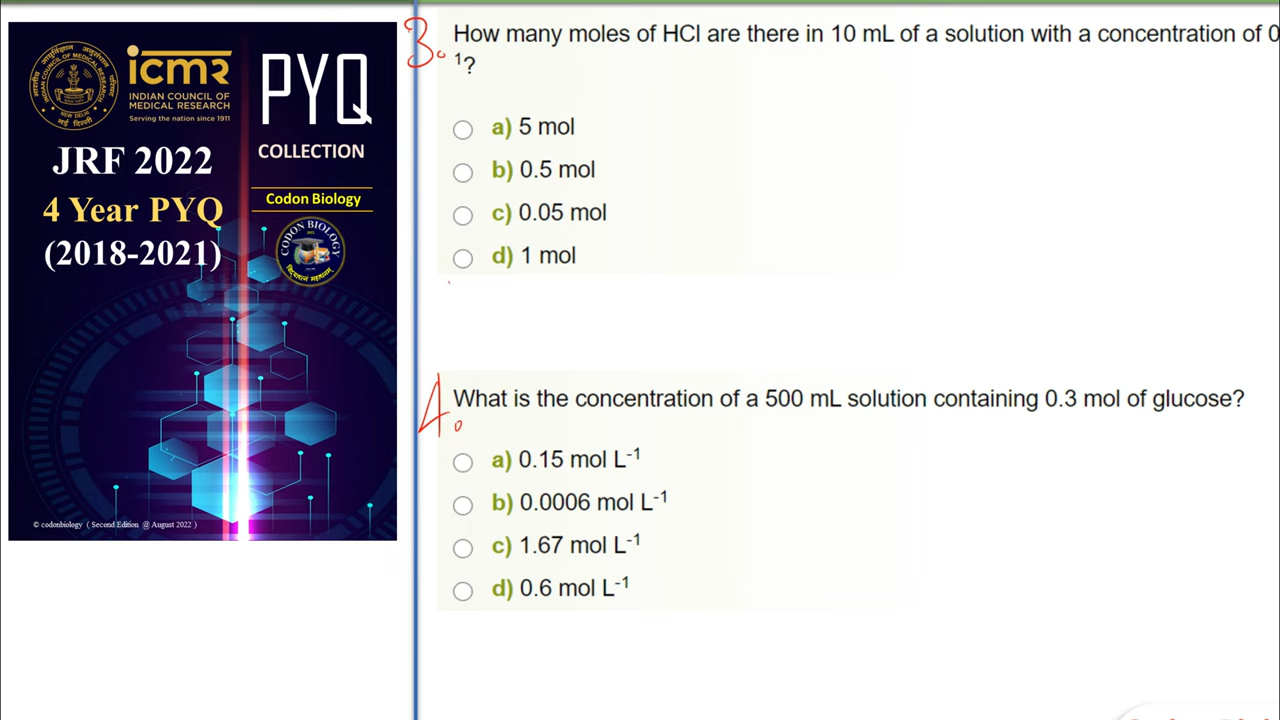 icmr
INDIAN COUNCIL OF
MEDICAL RESEARCH
Serving the nation since 1911
PYQ
COLLECTION
JRF 2022
4 Year PYQ
(2018-2021)
Codon Biology
CODON BIOLOGY
© codonbiology ( Second Edition @ August 2022 )
3.
How many moles of HCl are there in 10 mL of a solution with a concentration of 0
¹?
a) 5 mol
b) 0.5 mol
c) 0.05 mol
d) 1 mol
4.
What is the concentration of a 500 mL solution containing 0.3 mol of glucose?
a) 0.15 mol L⁻¹
b) 0.0006 mol L⁻¹
c) 1.67 mol L⁻¹
d) 0.6 mol L⁻¹